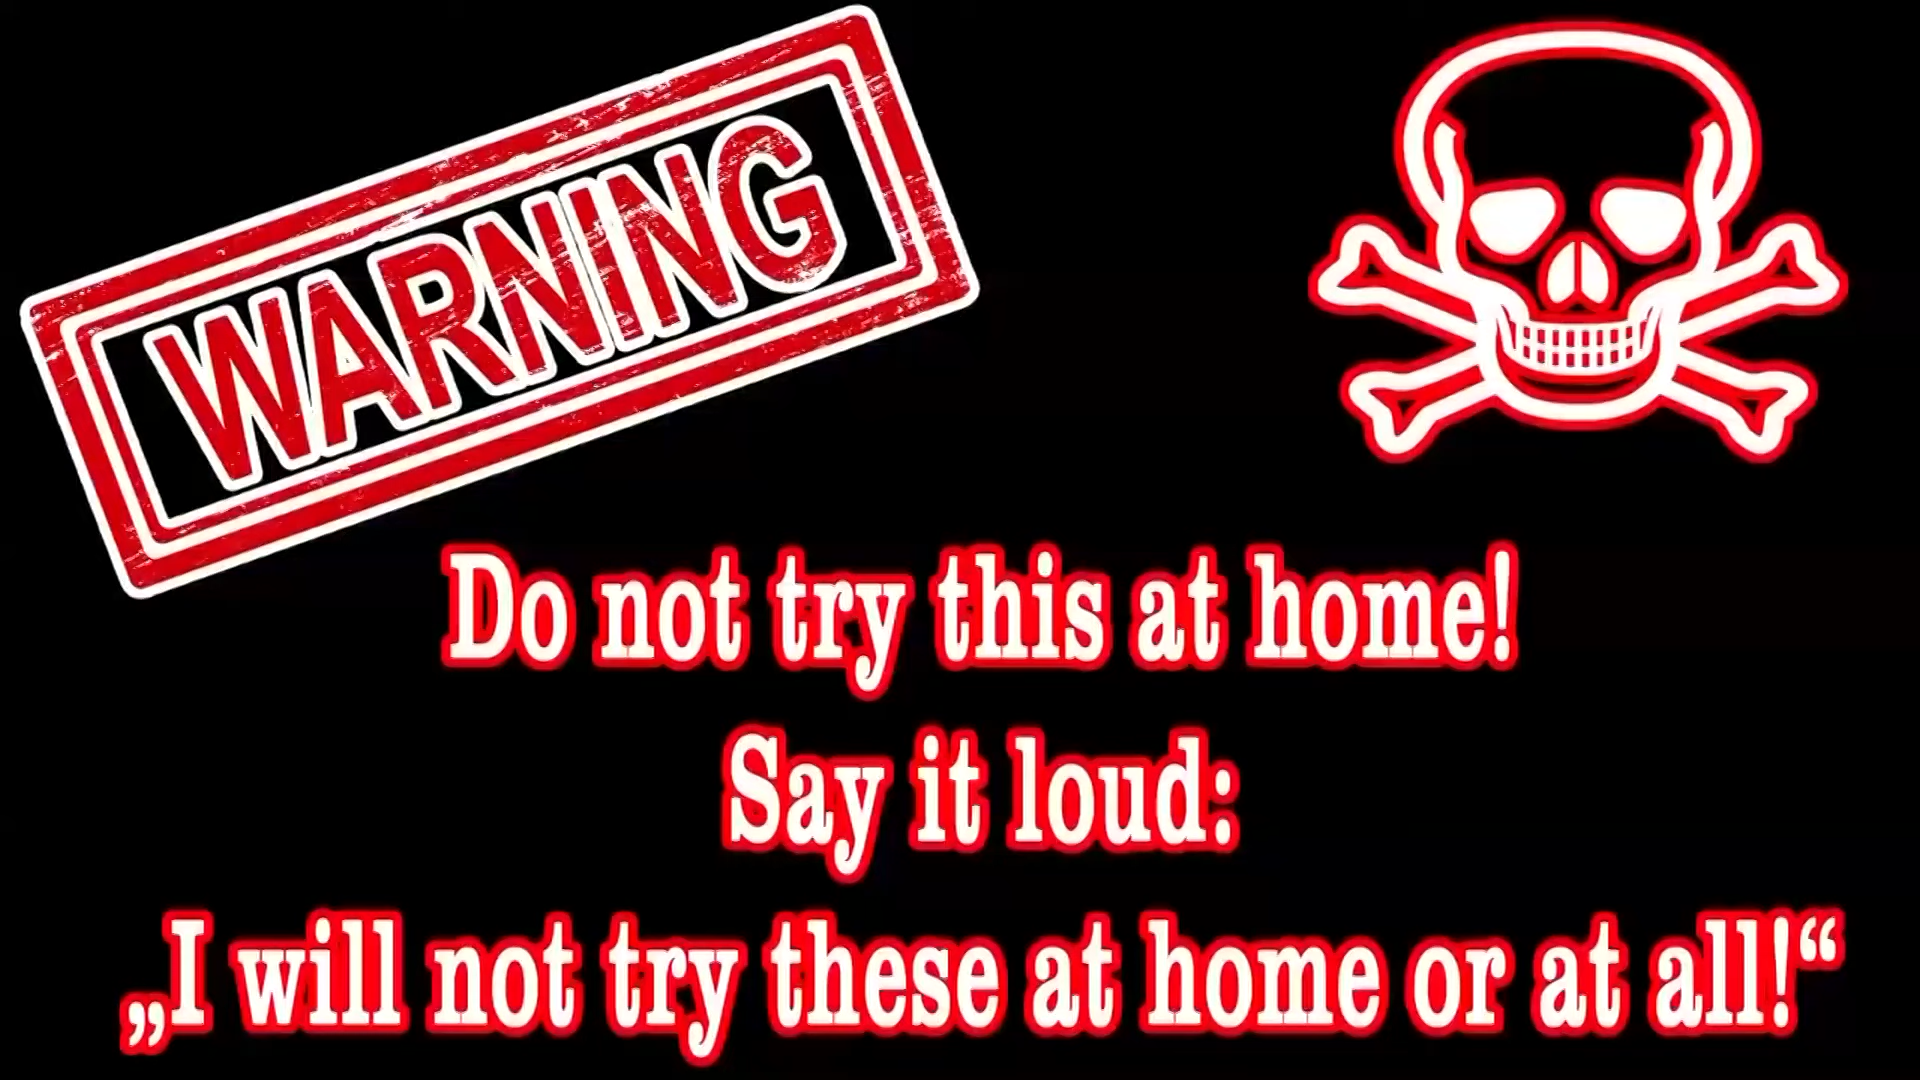 WARNING
Do not try this at home!
Say it loud:
„I will not try these at home or at all!“